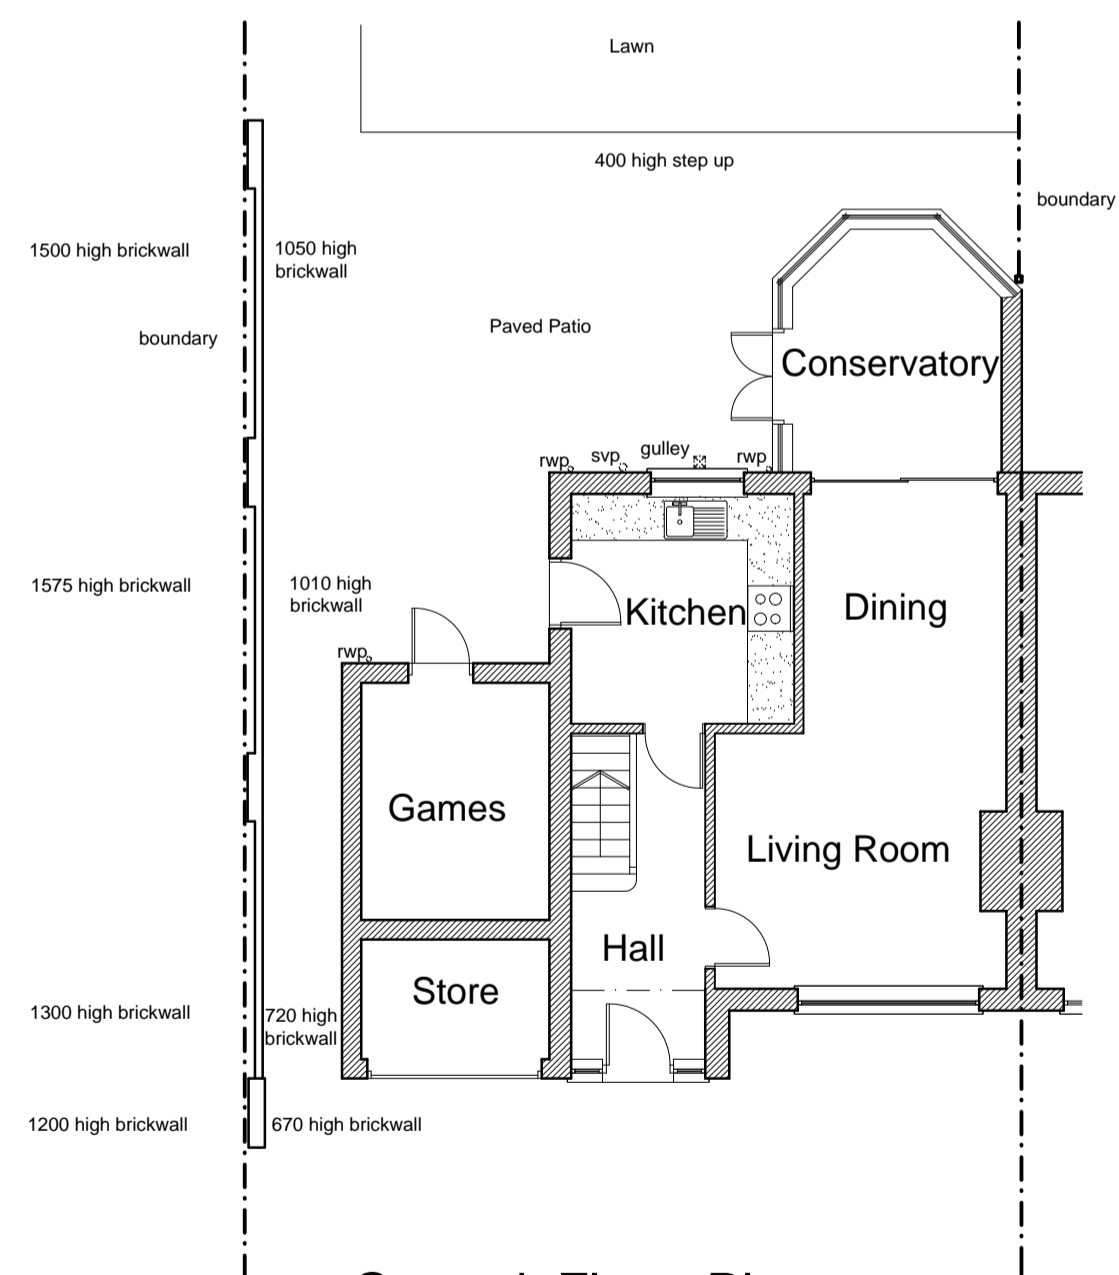 Lawn
400 high step up
boundary
1500 high brickwall
1050 high
brickwall
boundary
Paved Patio
Conservatory
rwp
svp
gulley
rwp
1575 high brickwall
1010 high
brickwall
Kitchen
Dining
rwp
Games
Living Room
Hall
Store
1300 high brickwall
720 high
brickwall
1200 high brickwall
670 high brickwall